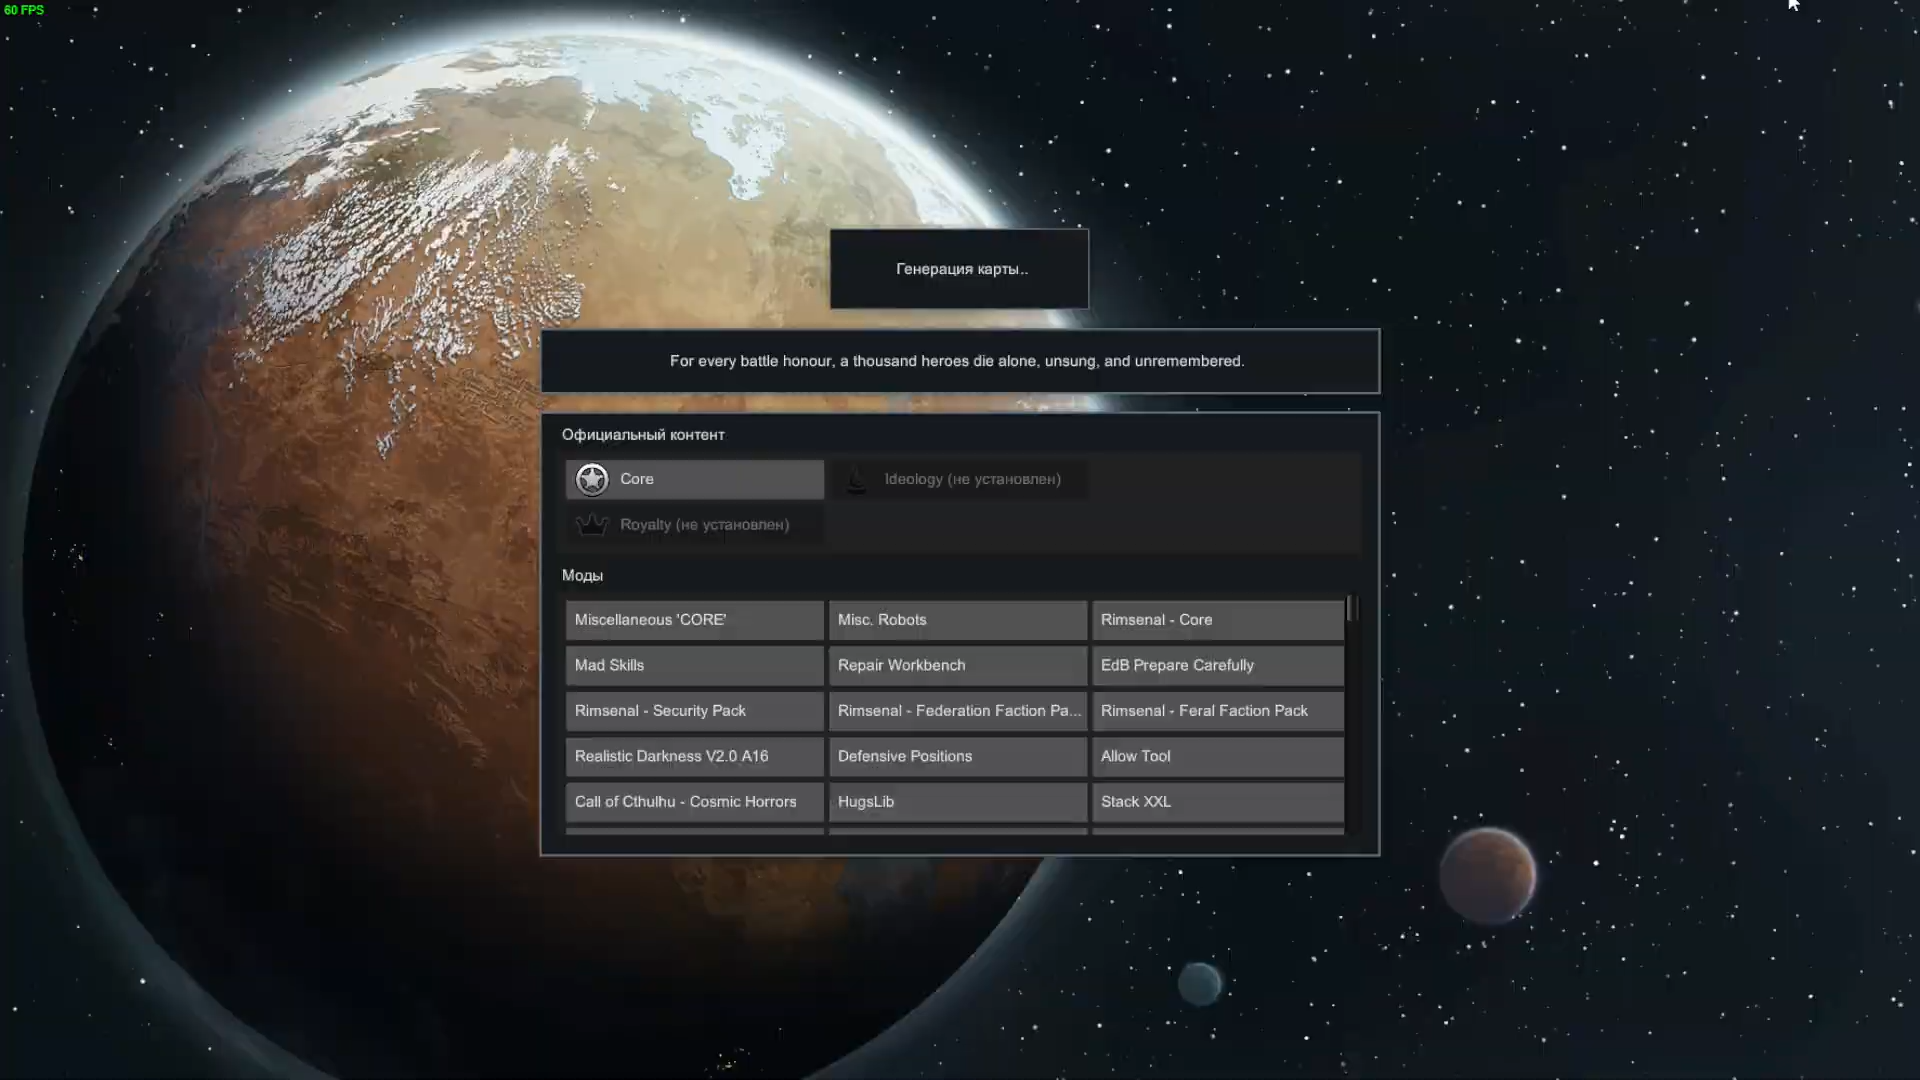 60 FPS
Генерация карты..
For every battle honour, a thousand heroes die alone, unsung, and unremembered.
Официальный контент
Core
Ideology (не установлен)
Royalty (не установлен)
Моды
Miscellaneous 'CORE'
Misc. Robots
Rimsenal - Core
Mad Skills
Repair Workbench
EdB Prepare Carefully
Rimsenal - Security Pack
Rimsenal - Federation Faction Pa...
Rimsenal - Feral Faction Pack
Realistic Darkness V2.0 A16
Defensive Positions
Allow Tool
Call of Cthulhu - Cosmic Horrors
HugsLib
Stack XXL